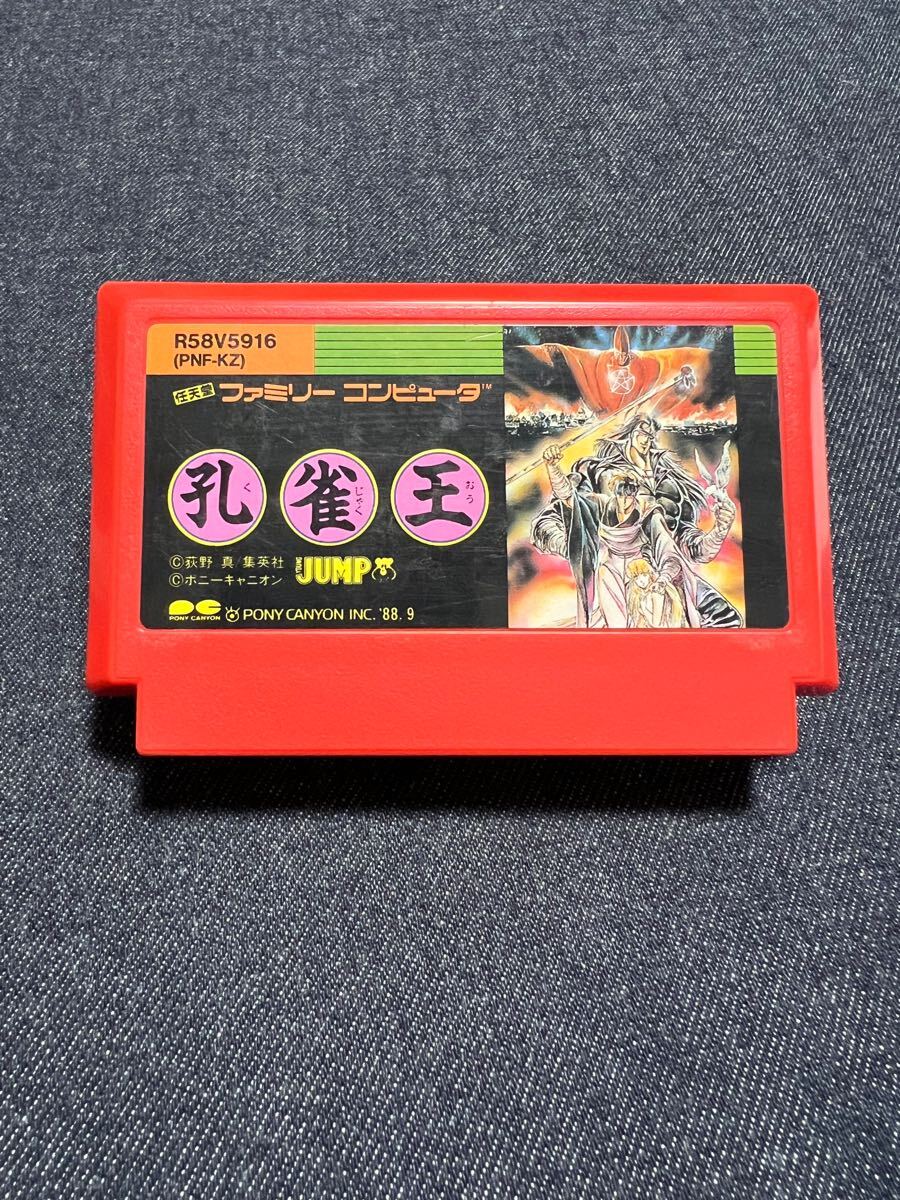 R58V5916
(PNF-KZ)
任天堂 ファミリー コンピュータ™
孔 雀 王
く じゃく おう
©荻野 真/集英社
©ポニーキャニオン
YOUNG JUMP
PONY CANYON PONY CANYON INC. '88. 9